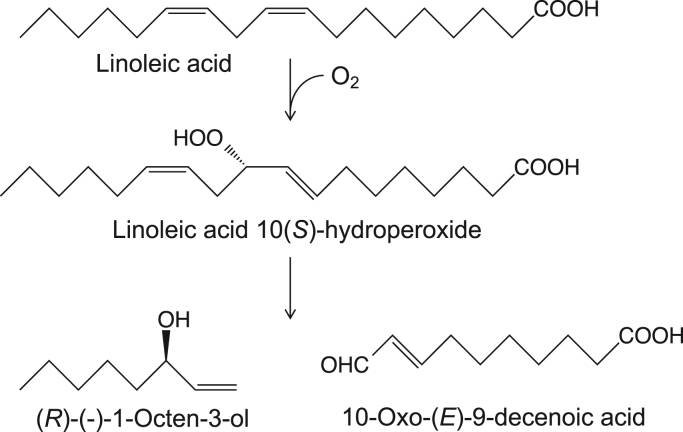 COOH
Linoleic acid
O₂
HOO
COOH
Linoleic acid 10(S)-hydroperoxide
OH
OHC
COOH
(R)-(-)-1-Octen-3-ol
10-Oxo-(E)-9-decenoic acid